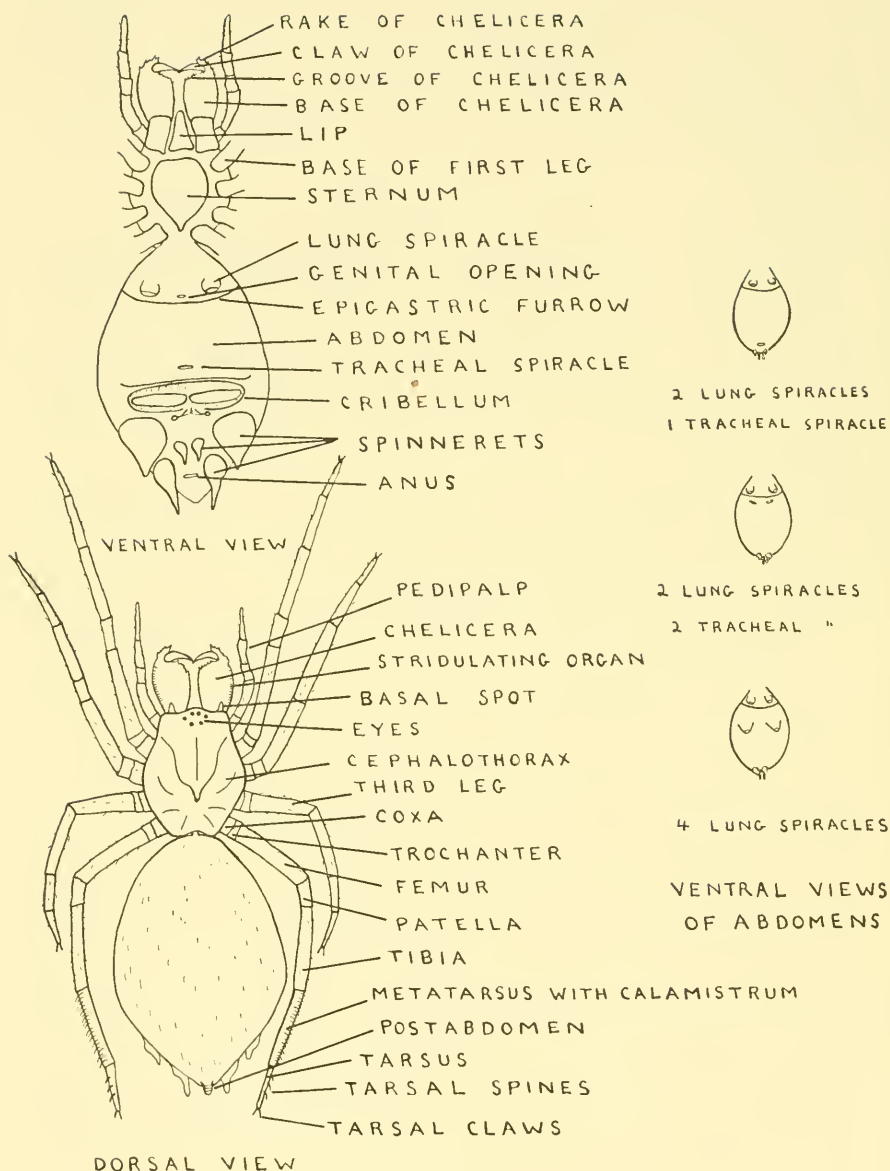 RAKE OF CHELICERA
CLAW OF CHELICERA
GROOVE OF CHELICERA
BASE OF CHELICERA
LIP
BASE OF FIRST LEG
STERNUM
LUNG SPIRACLE
GENITAL OPENING
EPIGASTRIC FURROW
ABDOMEN
TRACHEAL SPIRACLE
CRIBELLUM
SPINNERETS
ANUS
VENTRAL VIEW
PEDIPALP
CHELICERA
STRIDULATING ORGAN
BASAL SPOT
EYES
CEPHALOTHORAX
THIRD LEG
COXA
TROCHANTER
FEMUR
PATELLA
TIBIA
METATARSUS WITH CALAMISTRUM
POSTABDOMEN
TARSUS
TARSAL SPINES
TARSAL CLAWS
DORSAL VIEW
2 LUNG SPIRACLES
1 TRACHEAL SPIRACLE
2 LUNG SPIRACLES
2 TRACHEAL "
4 LUNG SPIRACLES
VENTRAL VIEWS
OF ABDOMENS